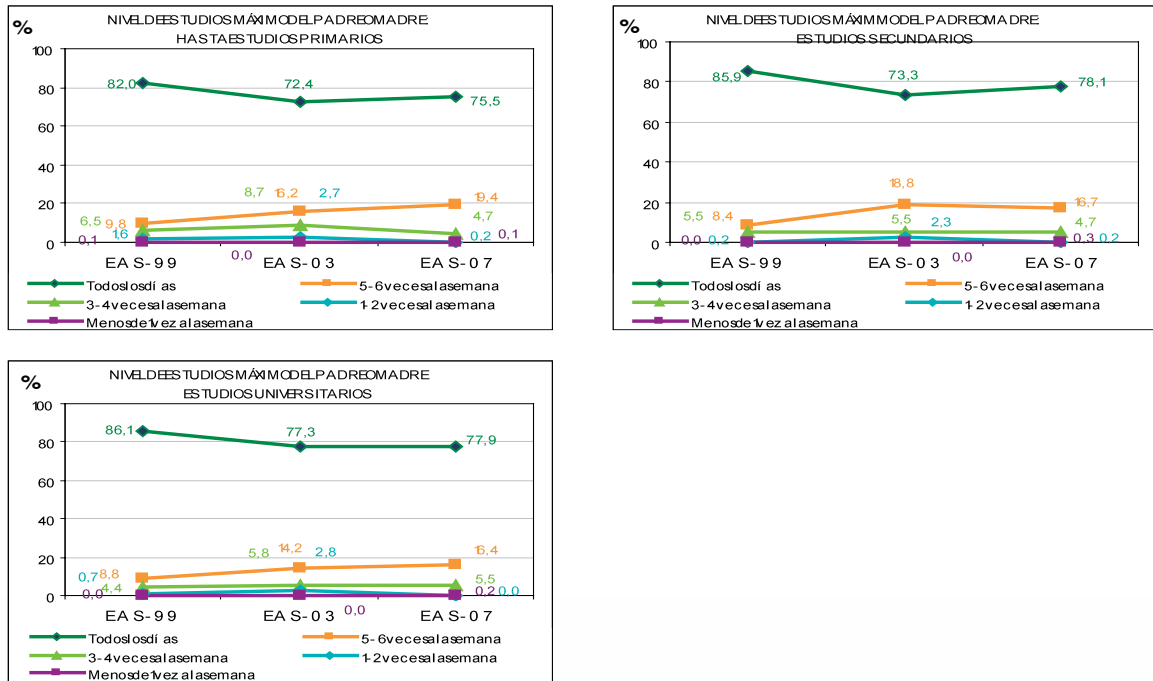 %
NIVEL DE ESTUDIOS MÁXIMO DEL PADRE O MADRE:
HASTA ESTUDIOS PRIMARIOS
100
80
60
40
20
0
82,0
72,4
75,5
8,7 16,2 2,7
19,4
6,5 9,8
4,7
0,1 1,6
0,2 0,1
0,0
EAS-99 EAS-03 EAS-07
Todos los días 5-6 veces a la semana
3-4 veces a la semana 1-2 veces a la semana
Menos de 1 vez a la semana
%
NIVEL DE ESTUDIOS MÁXIMM DEL PADRE O MADRE:
ESTUDIOS SECUNDARIOS
100
80
60
40
20
0
85,9
73,3
78,1
18,8
16,7
5,5 8,4
5,5 2,3
4,7
0,0 0,2
0,3 0,2
0,0
EAS-99 EAS-03 EAS-07
Todos los días 5-6 veces a la semana
3-4 veces a la semana 1-2 veces a la semana
Menos de 1 vez a la semana
%
NIVEL DE ESTUDIOS MÁXIMO DEL PADRE O MADRE:
ESTUDIOS UNIVERSITARIOS
100
80
60
40
20
0
86,1
77,3
77,9
5,8 14,2 2,8
16,4
0,7 8,8
5,5
0,0 4,4
0,2 0,0
0,0
EAS-99 EAS-03 EAS-07
Todos los días 5-6 veces a la semana
3-4 veces a la semana 1-2 veces a la semana
Menos de 1 vez a la semana